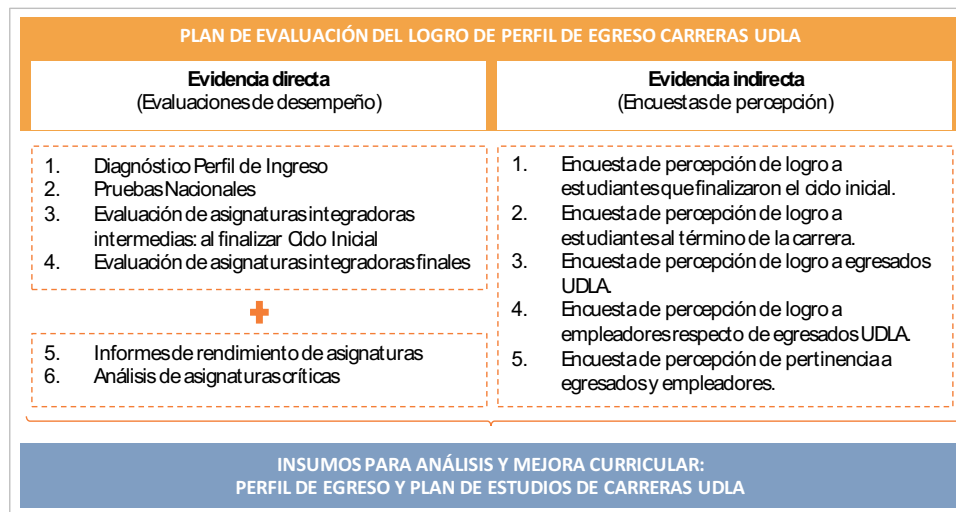 PLAN DE EVALUACIÓN DEL LOGRO DE PERFIL DE EGRESO CARRERAS UDLA
Evidencia directa
(Evaluaciones de desempeño)
1. Diagnóstico Perfil de Ingreso
2. Pruebas Nacionales
3. Evaluación de asignaturas integradoras
intermedias: al finalizar Ciclo Inicial
4. Evaluación de asignaturas integradoras finales
+
5. Informes de rendimiento de asignaturas
6. Análisis de asignaturas críticas
Evidencia indirecta
(Encuestas de percepción)
1. Encuesta de percepción de logro a
estudiantes que finalizaron el ciclo inicial.
2. Encuesta de percepción de logro a
estudiantes al término de la carrera.
3. Encuesta de percepción de logro a egresados
UDLA.
4. Encuesta de percepción de logro a
empleadores respecto de egresados UDLA.
5. Encuesta de percepción de pertinencia a
egresados y empleadores.
INSUMOS PARA ANÁLISIS Y MEJORA CURRICULAR:
PERFIL DE EGRESO Y PLAN DE ESTUDIOS DE CARRERAS UDLA